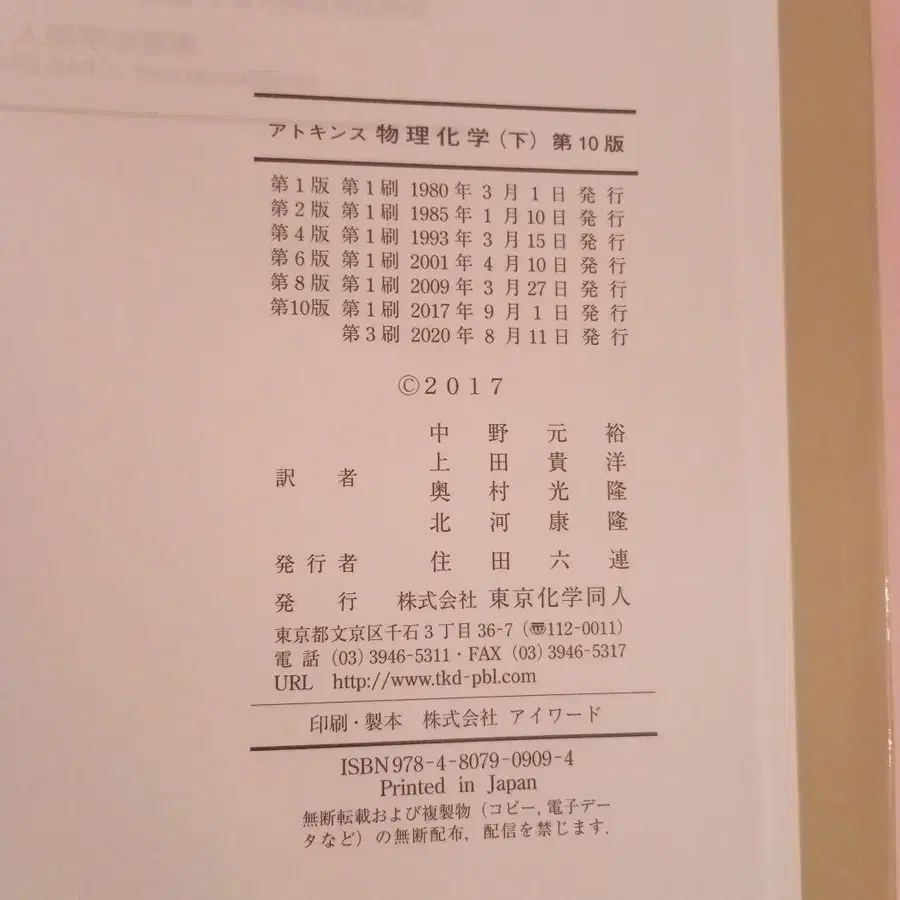 アトキンス 物理化学(下) 第10版
第1版 第1刷 1980年 3月 1日 発行
第2版 第1刷 1985年 1月10日 発行
第4版 第1刷 1993年 3月15日 発行
第6版 第1刷 2001年 4月10日 発行
第8版 第1刷 2009年 3月27日 発行
第10版 第1刷 2017年 9月 1日 発行
第3刷 2020年 8月11日 発行
©2017
中野元裕
上田貴洋
訳者
奥村光隆
北河康隆
発行者 住田六連
発行 株式会社 東京化学同人
東京都文京区千石3丁目36-7(〠112-0011)
電話 (03)3946-5311・FAX (03)3946-5317
URL http://www.tkd-pbl.com
印刷・製本 株式会社 アイワード
ISBN978-4-8079-0909-4
Printed in Japan
無断転載および複製物(コピー,電子デー
タなど)の無断配布,配信を禁じます.